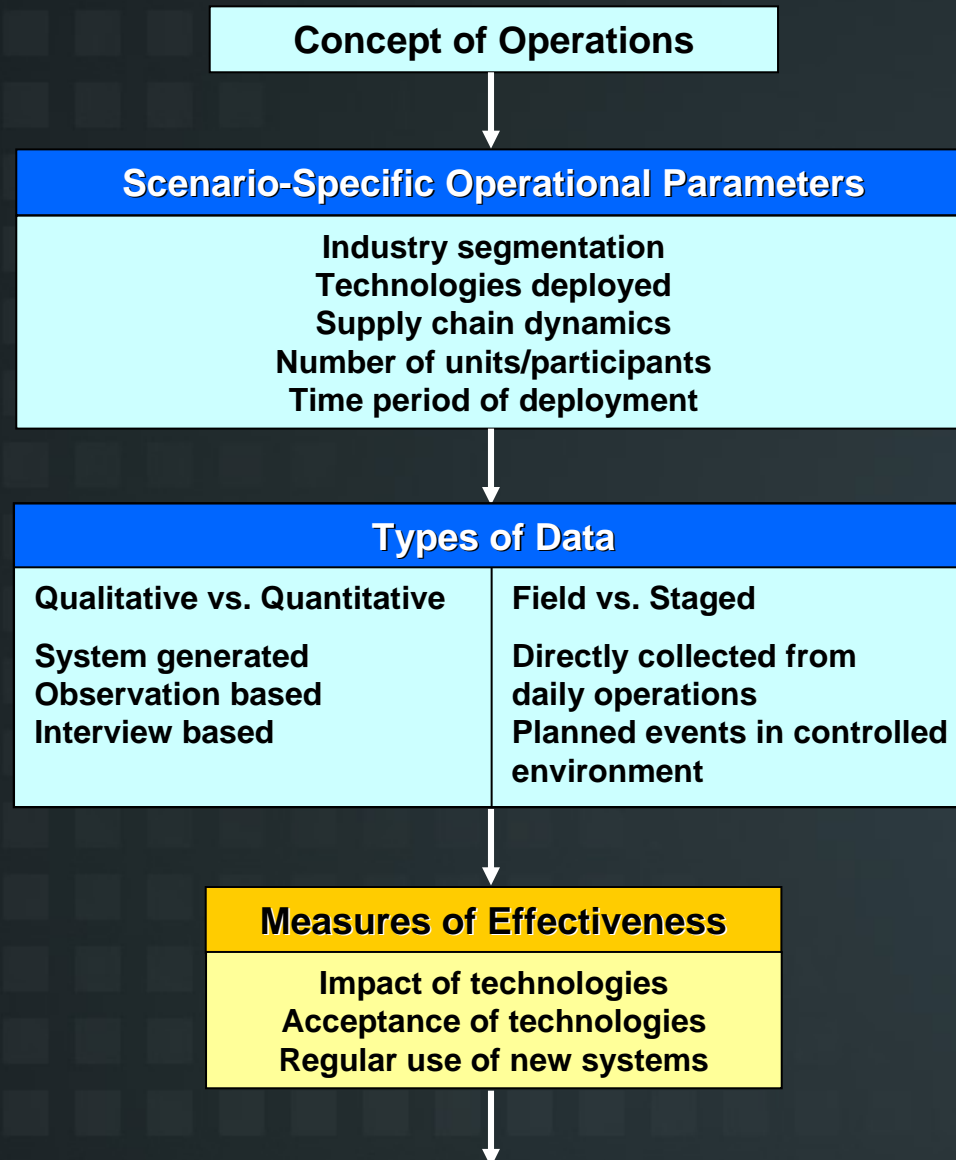 Concept of Operations
Scenario-Specific Operational Parameters
Industry segmentation
Technologies deployed
Supply chain dynamics
Number of units/participants
Time period of deployment
Types of Data
Qualitative vs. Quantitative
System generated
Observation based
Interview based
Field vs. Staged
Directly collected from
daily operations
Planned events in controlled
environment
Measures of Effectiveness
Impact of technologies
Acceptance of technologies
Regular use of new systems